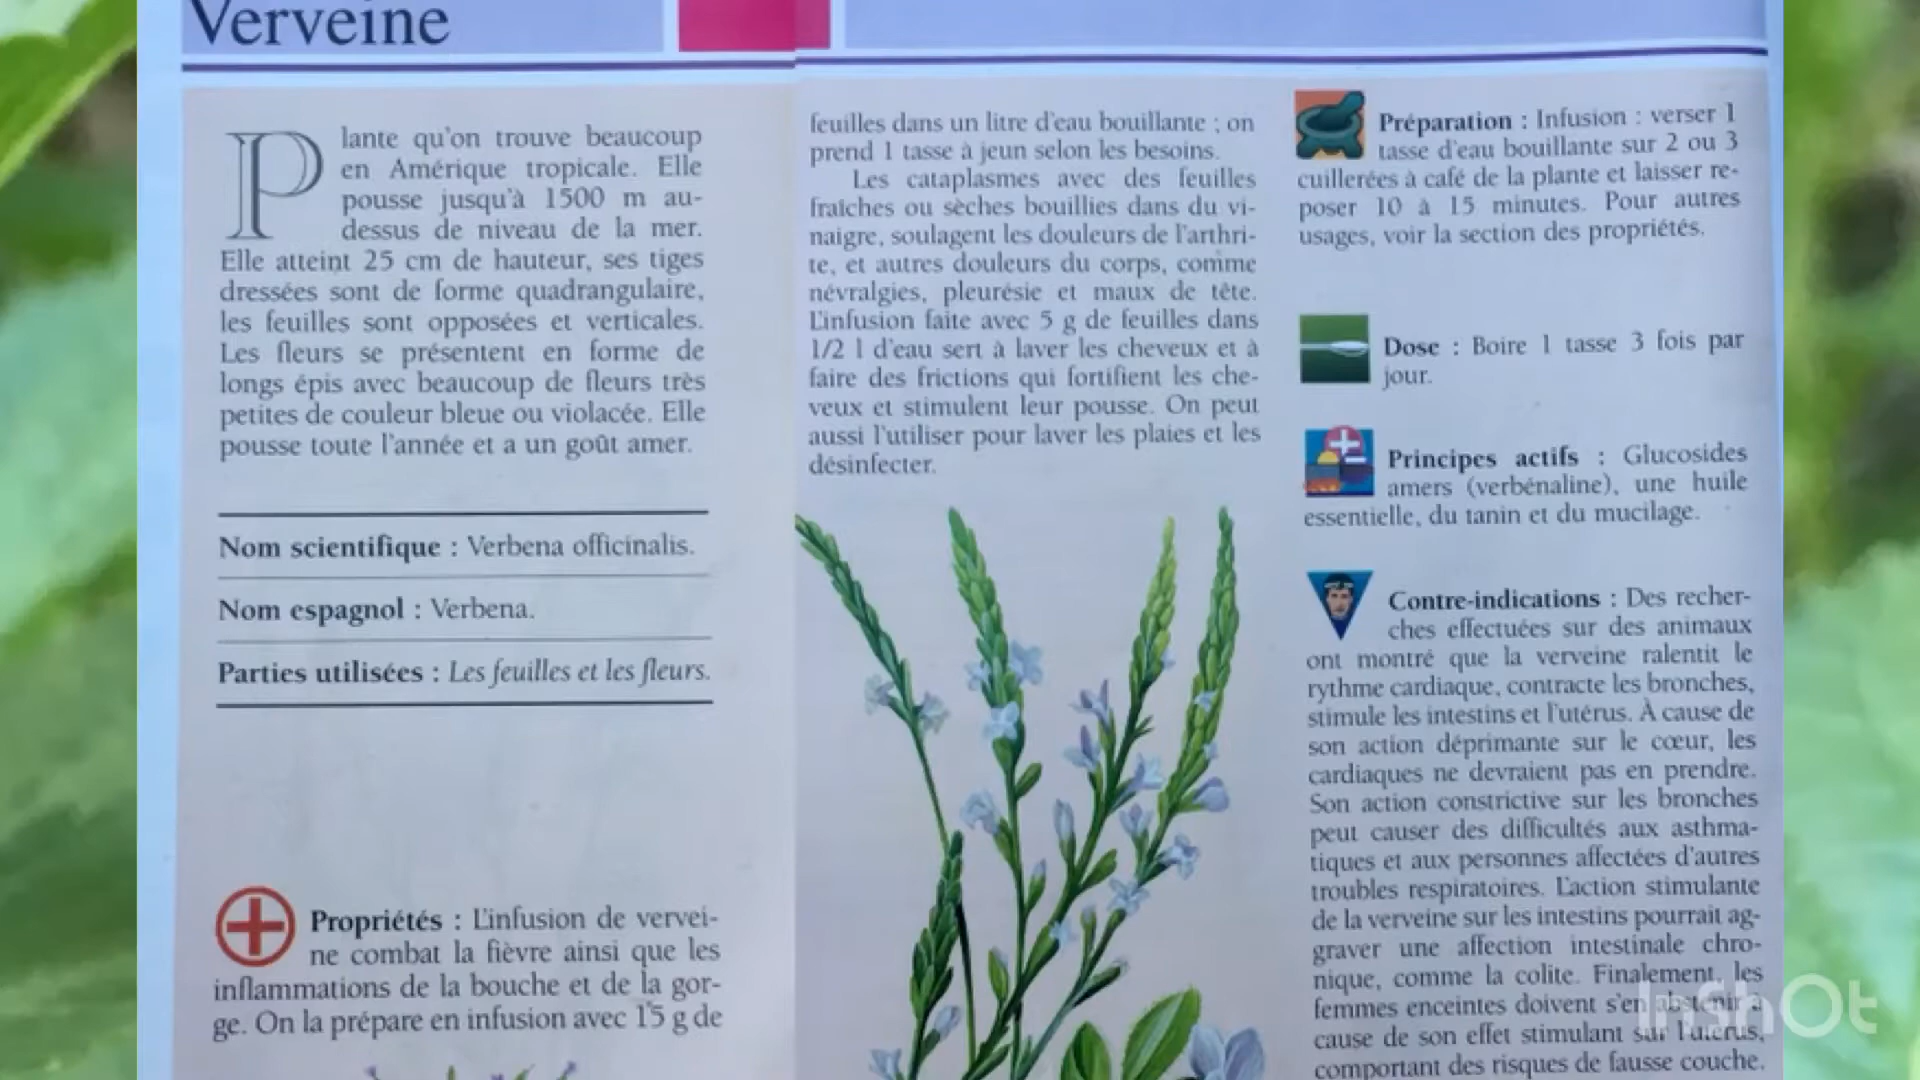 Verveine
Plante qu'on trouve beaucoup
en Amérique tropicale. Elle
pousse jusqu'à 1500 m au-
dessus de niveau de la mer.
Elle atteint 25 cm de hauteur, ses tiges
dressées sont de forme quadrangulaire,
les feuilles sont opposées et verticales.
Les fleurs se présentent en forme de
longs épis avec beaucoup de fleurs très
petites de couleur bleue ou violacée. Elle
pousse toute l'année et a un goût amer.
Nom scientifique : Verbena officinalis.
Nom espagnol : Verbena.
Parties utilisées : Les feuilles et les fleurs.
Propriétés : L'infusion de vervei-
ne combat la fièvre ainsi que les
inflammations de la bouche et de la gor-
ge. On la prépare en infusion avec 15 g de
feuilles dans un litre d'eau bouillante ; on
prend 1 tasse à jeun selon les besoins.
Les cataplasmes avec des feuilles
fraîches ou sèches bouillies dans du vi-
naigre, soulagent les douleurs de l'arthri-
te, et autres douleurs du corps, comme
névralgies, pleurésie et maux de tête.
L'infusion faite avec 5 g de feuilles dans
1/2 l d'eau sert à laver les cheveux et à
faire des frictions qui fortifient les che-
veux et stimulent leur pousse. On peut
aussi l'utiliser pour laver les plaies et les
désinfecter.
Préparation : Infusion : verser 1
tasse d'eau bouillante sur 2 ou 3
cuillerées à café de la plante et laisser re-
poser 10 à 15 minutes. Pour autres
usages, voir la section des propriétés.
Dose : Boire 1 tasse 3 fois par
jour.
Principes actifs : Glucosides
amers (verbénaline), une huile
essentielle, du tanin et du mucilage.
Contre-indications : Des recher-
ches effectuées sur des animaux
ont montré que la verveine ralentit le
rythme cardiaque, contracte les bronches,
stimule les intestins et l'utérus. À cause de
son action déprimante sur le cœur, les
cardiaques ne devraient pas en prendre.
Son action constrictive sur les bronches
peut causer des difficultés aux asthma-
tiques et aux personnes affectées d'autres
troubles respiratoires. L'action stimulante
de la verveine sur les intestins pourrait ag-
graver une affection intestinale chro-
nique, comme la colite. Finalement, les
femmes enceintes doivent s'en abstenir à
cause de son effet stimulant sur l'utérus,
comportant des risques de fausse couche.
InShOt